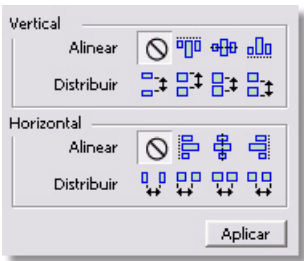 Vertical
Alinear
Distribuir
Horizontal
Alinear
Distribuir
Aplicar